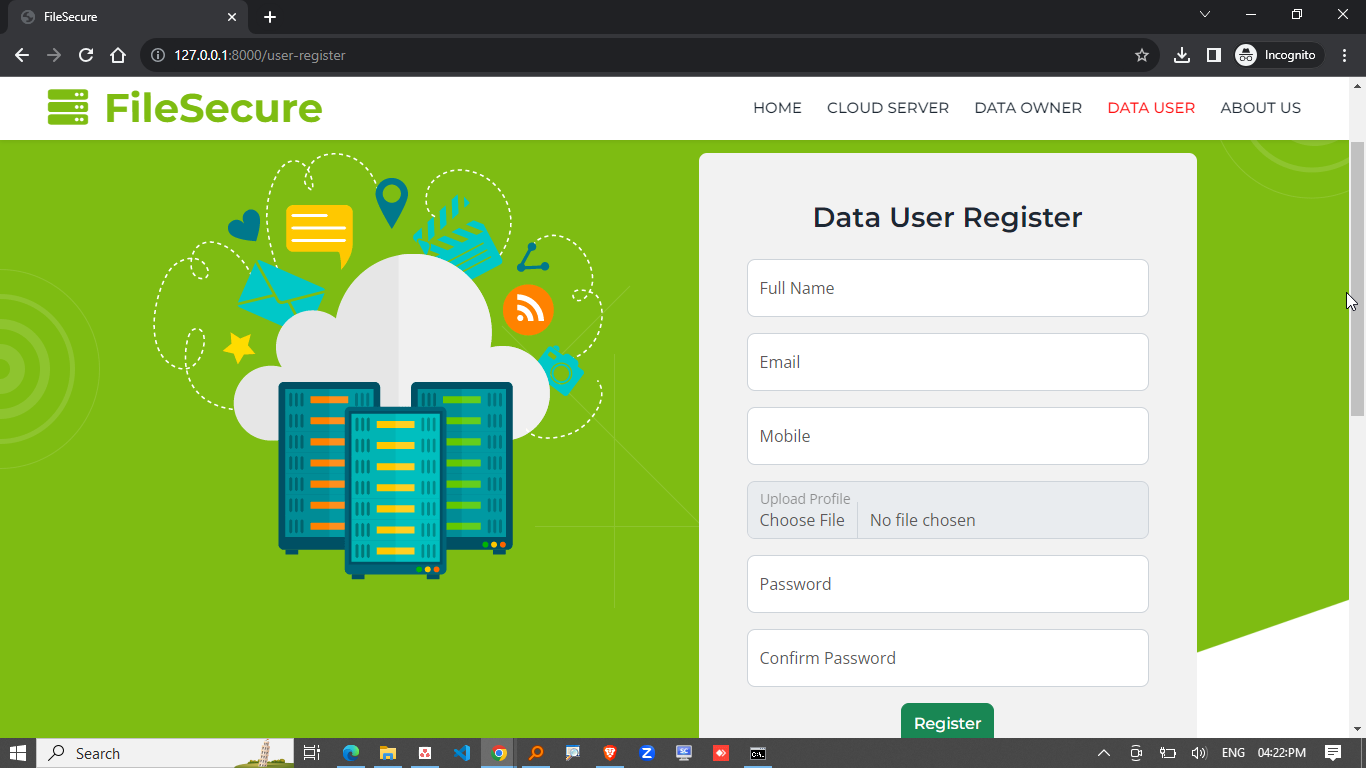 FileSecure
127.0.0.1:8000/user-register
Incognito
FileSecure
HOME CLOUD SERVER DATA OWNER DATA USER ABOUT US
Data User Register
Full Name
Email
Mobile
Upload Profile
Choose File No file chosen
Password
Confirm Password
Register
Search
ENG 04:22:PM